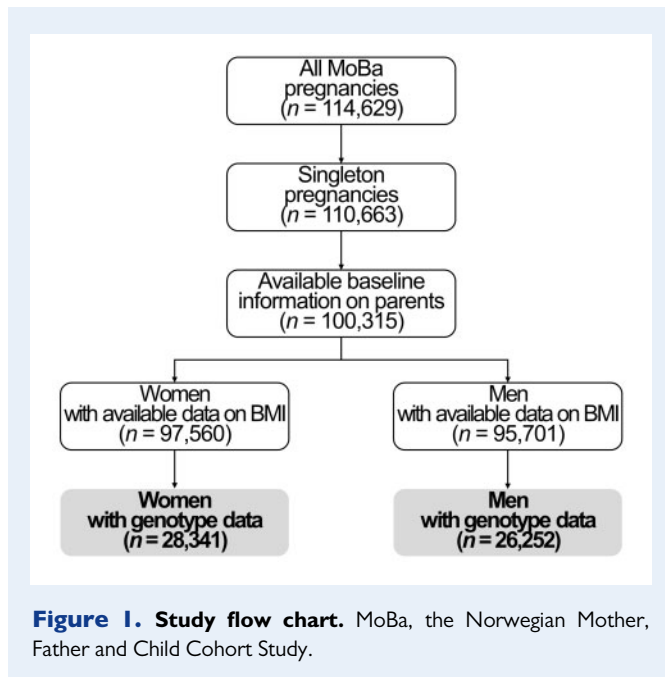 All MoBa
pregnancies
(n = 114,629)
Singleton
pregnancies
(n = 110,663)
Available baseline
information on parents
(n = 100,315)
Women
with available data on BMI
(n = 97,560)
Men
with available data on BMI
(n = 95,701)
Women
with genotype data
(n = 28,341)
Men
with genotype data
(n = 26,252)
Figure 1. Study flow chart. MoBa, the Norwegian Mother,
Father and Child Cohort Study.